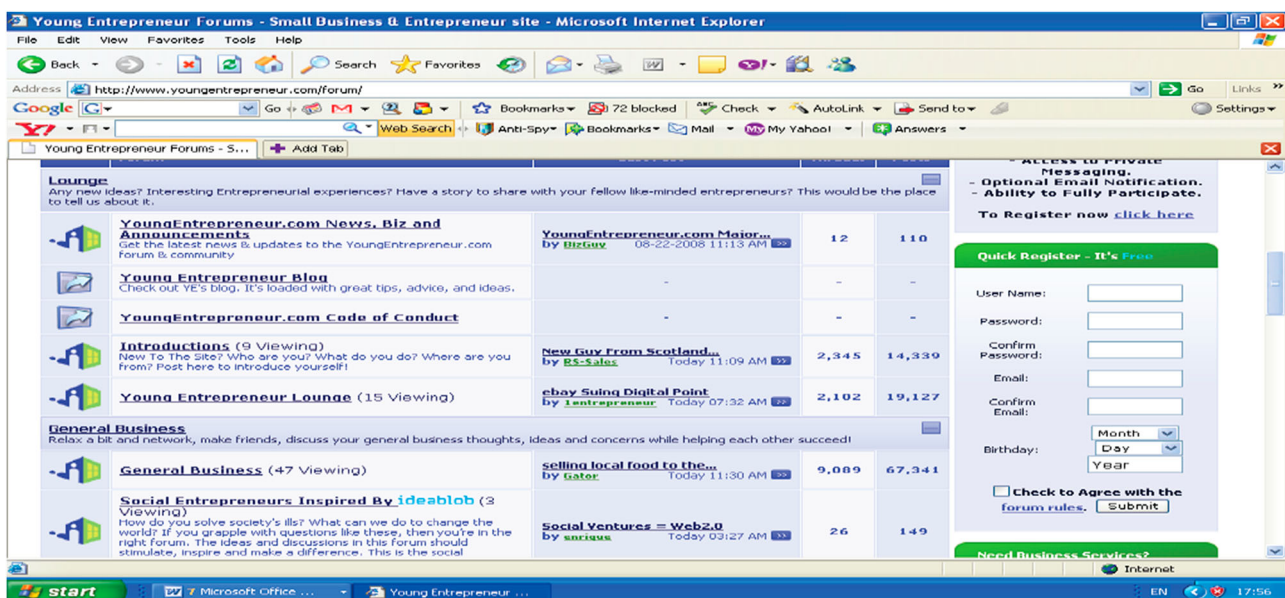 Young Entrepreneur Forums - Small Business & Entrepreneur site - Microsoft Internet Explorer
File Edit View Favorites Tools Help
Back Search Favorites
Address http://www.youngentrepreneur.com/forum/ Go Links »
Google G Go Bookmarks 72 blocked Check AutoLink Send to Settings
Y! Web Search Anti-Spy Bookmarks Mail My Yahoo! Answers
Young Entrepreneur Forums - S... Add Tab
Lounge
Any new ideas? Interesting Entrepreneurial experiences? Have a story to share with your fellow like-minded entrepreneurs? This would be the place
to tell us about it.
YoungEntrepreneur.com News, Biz and
Announcements
Get the latest news & updates to the YoungEntrepreneur.com
forum & community
YoungEntrepreneur.com Major...
by BizGuy 08-22-2008 11:13 AM
12 110
Young Entrepreneur Blog
Check out YE's blog. It's loaded with great tips, advice, and ideas.
- - -
YoungEntrepreneur.com Code of Conduct
- - -
Introductions (9 Viewing)
New To The Site? Who are you? What do you do? Where are you
from? Post here to introduce yourself!
New Guy From Scotland...
by RS-Sales Today 11:09 AM
2,345 14,339
Young Entrepreneur Lounge (15 Viewing)
ebay Suing Digital Point
by 1entrepreneur Today 07:32 AM
2,102 19,127
General Business
Relax a bit and network, make friends, discuss your general business thoughts, ideas and concerns while helping each other succeed!
General Business (47 Viewing)
selling local food to the...
by Gator Today 11:30 AM
9,089 67,341
Social Entrepreneurs Inspired By ideablob (3
Viewing)
How do you solve society's ills? What can we do to change the
world? If you grapple with questions like these, then you're in the
right forum. The ideas and discussions in this forum should
stimulate, inspire and make a difference. This is the social
Social Ventures = Web2.0
by enrique Today 03:27 AM
26 149
- Access to Private
Messaging.
- Optional Email Notification.
- Ability to Fully Participate.
To Register now click here
Quick Register - It's Free
User Name:
Password:
Confirm
Password:
Email:
Confirm
Email:
Birthday:
Month
Day
Year
Check to Agree with the
forum rules. Submit
Need Business Services?
Internet
start 7 Microsoft Office ... Young Entrepreneur ... EN 17:56